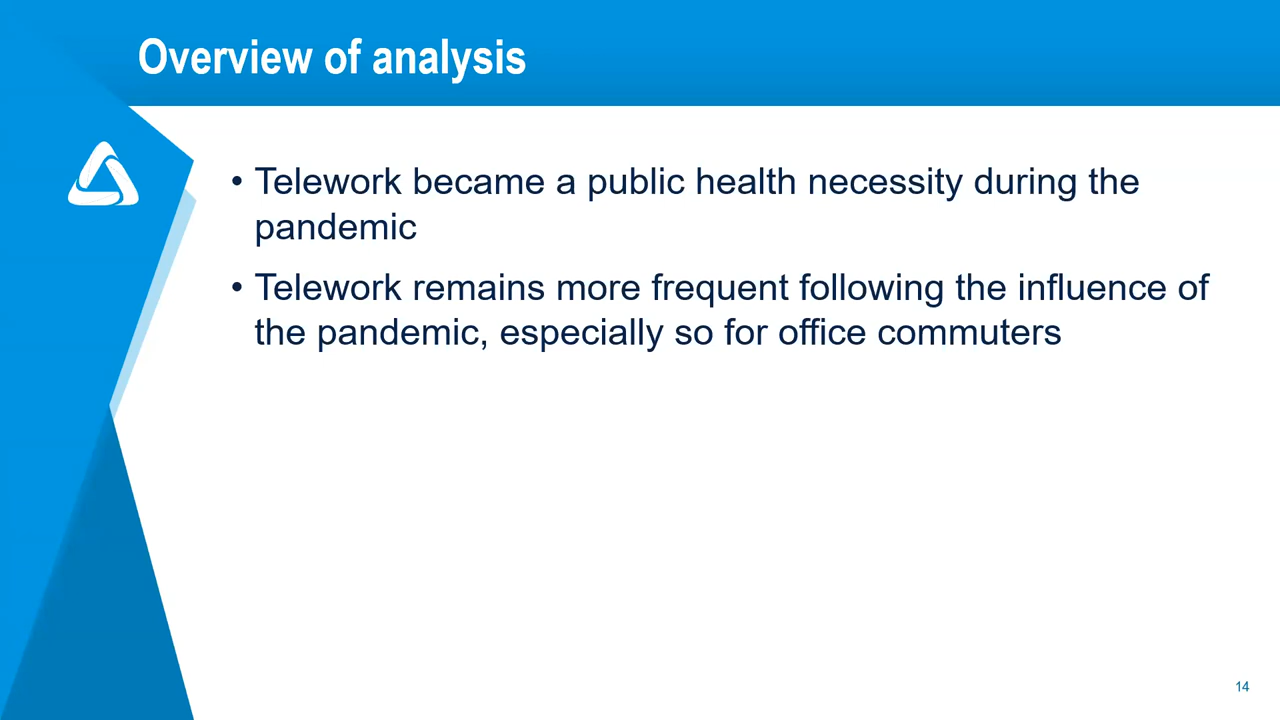 Overview of analysis
• Telework became a public health necessity during the
pandemic
• Telework remains more frequent following the influence of
the pandemic, especially so for office commuters
14